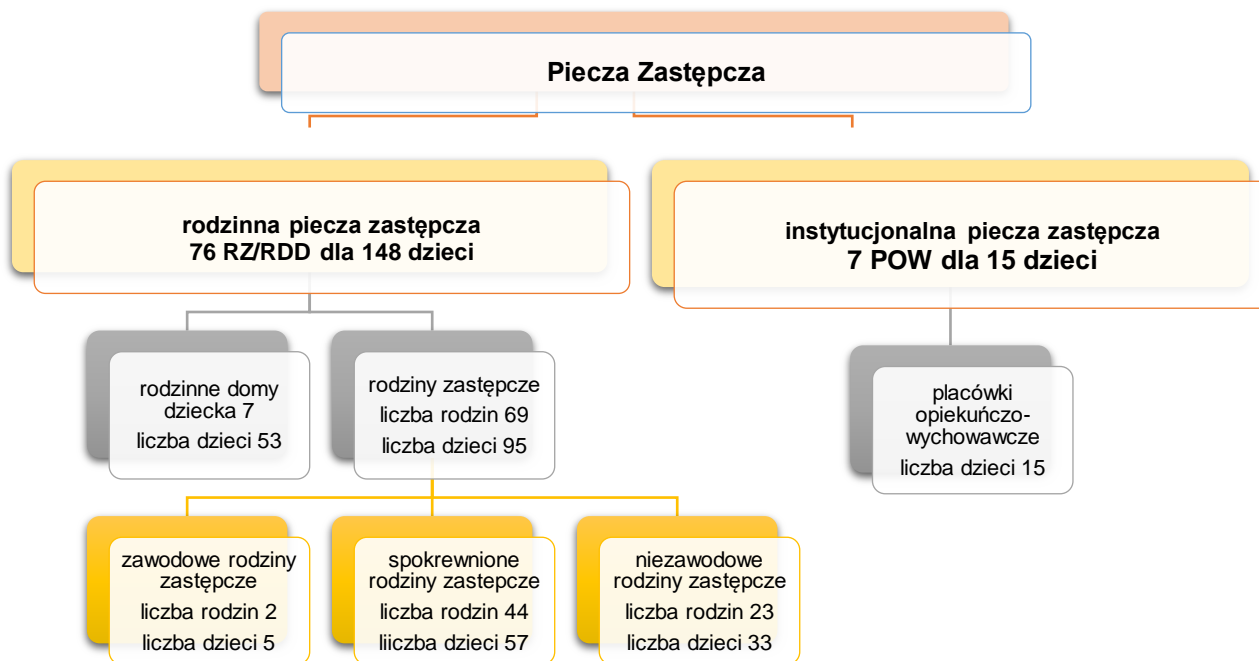 Piecza Zastępcza
rodzinna piecza zastępcza
76 RZ/RDD dla 148 dzieci
instytucjonalna piecza zastępcza
7 POW dla 15 dzieci
rodzinne domy
dziecka 7
liczba dzieci 53
rodziny zastępcze
liczba rodzin 69
liczba dzieci 95
placówki
opiekuńczo-
wychowawcze
liczba dzieci 15
zawodowe rodziny
zastępcze
liczba rodzin 2
liczba dzieci 5
spokrewnione
rodziny zastepcze
liczba rodzin 44
liiczba dzieci 57
niezawodowe
rodziny zastępcze
liczba rodzin 23
liczba dzieci 33